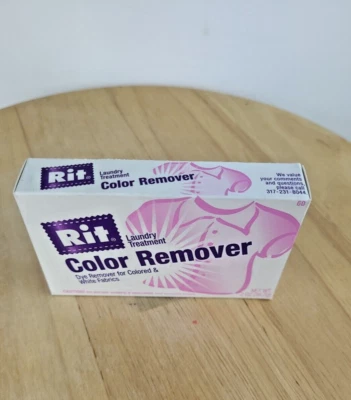 Rit
Laundry
Treatment
Color Remover
We value
your comments
and questions,
please call
317-231-8044
Rit
Laundry
Treatment
Color Remover
Dye Remover for Colored &
White Fabrics